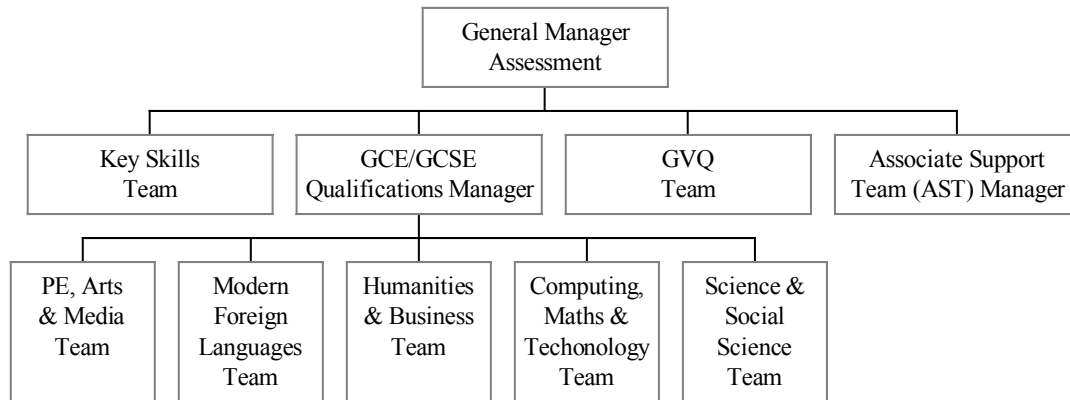 General Manager
Assessment
Key Skills
Team
GCE/GCSE
Qualifications Manager
GVQ
Team
Associate Support
Team (AST) Manager
PE, Arts
& Media
Team
Modern
Foreign
Languages
Team
Humanities
& Business
Team
Computing,
Maths &
Techonology
Team
Science &
Social
Science
Team